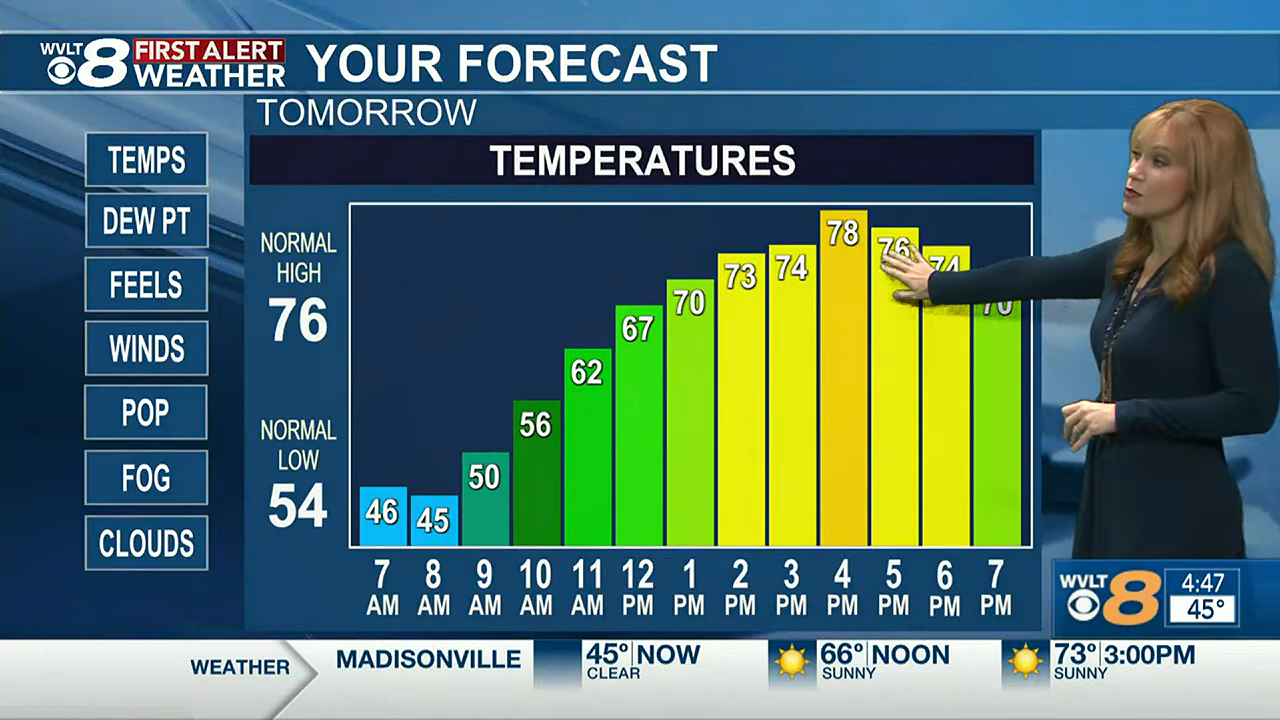 WVLT
8
FIRST ALERT
WEATHER
YOUR FORECAST
TOMORROW
TEMPS
DEW PT
FEELS
WINDS
POP
FOG
CLOUDS
TEMPERATURES
NORMAL
HIGH
76
NORMAL
LOW
54
46 45 50 56 62 67 70 73 74 78 76 74 70
7 8 9 10 11 12 1 2 3 4 5 6 7
AM AM AM AM AM PM PM PM PM PM PM PM PM
WVLT
8
4:47
45°
WEATHER
MADISONVILLE
45° NOW
CLEAR
66° NOON
SUNNY
73° 3:00PM
SUNNY